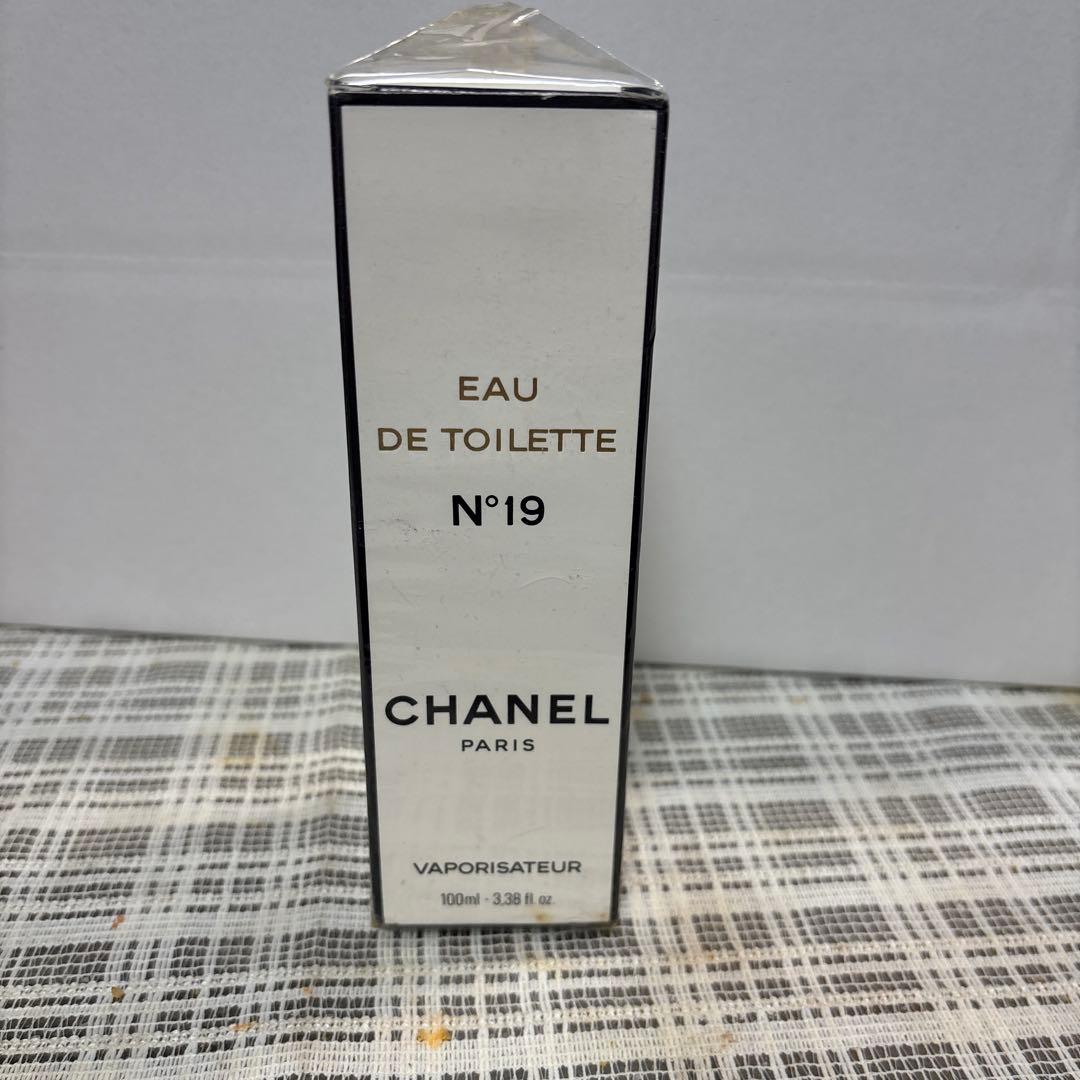 EAU
DE TOILETTE
N°19
CHANEL
PARIS
VAPORISATEUR
100ml - 3.38 fl. oz.